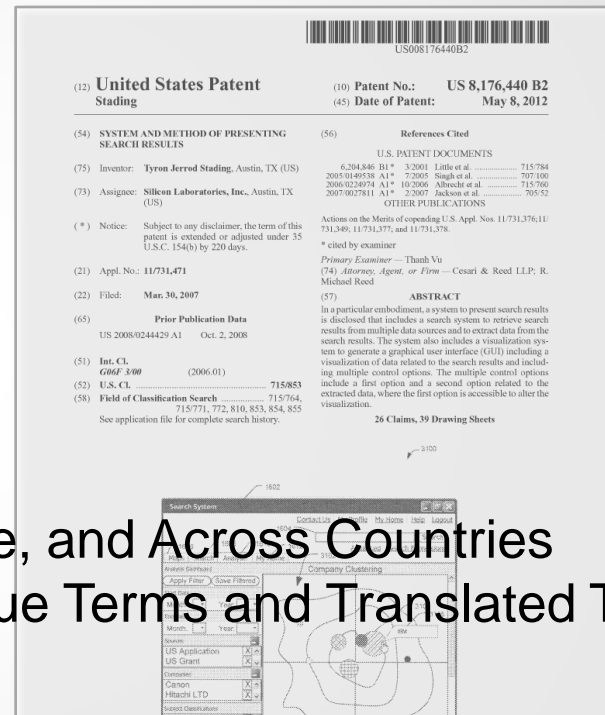 US008176440B2
(12) United States Patent
Stading
(10) Patent No.: US 8,176,440 B2
(45) Date of Patent: May 8, 2012
(54) SYSTEM AND METHOD OF PRESENTING
SEARCH RESULTS
(75) Inventor: Tyron Jerrod Stading, Austin, TX (US)
(73) Assignee: Silicon Laboratories, Inc., Austin, TX
(US)
( * ) Notice: Subject to any disclaimer, the term of this
patent is extended or adjusted under 35
U.S.C. 154(b) by 220 days.
(21) Appl. No.: 11/731,471
(22) Filed: Mar. 30, 2007
(65) Prior Publication Data
US 2008/0244429 A1 Oct. 2, 2008
(51) Int. Cl.
G06F 3/00 (2006.01)
(52) U.S. Cl. ........ 715/853
(58) Field of Classification Search ........ 715/764,
715/771, 772, 810, 853, 854, 855
See application file for complete search history.
(56) References Cited
U.S. PATENT DOCUMENTS
6,204,846 B1 * 3/2001 Little et al. ........ 715/784
2005/0149538 A1 * 7/2005 Singh et al. ........ 707/100
2006/0224974 A1 * 10/2006 Albrecht et al. ........ 715/760
2007/0027811 A1 * 2/2007 Jackson et al. ........ 705/52
OTHER PUBLICATIONS
Actions on the Merits of copending U.S. Appl. Nos. 11/731,376;11/
731,349; 11/731,377; and 11/731,378.
* cited by examiner
Primary Examiner — Thanh Vu
(74) Attorney, Agent, or Firm — Cesari & Reed LLP; R.
Michael Reed
(57) ABSTRACT
In a particular embodiment, a system to present search results
is disclosed that includes a search system to retrieve search
results from multiple data sources and to extract data from the
search results. The system also includes a visualization sys-
tem to generate a graphical user interface (GUI) including a
visualization of data related to the search results and includ-
ing multiple control options. The multiple control options
include a first option and a second option related to the
extracted data, where the first option is accessible to alter the
visualization.
26 Claims, 39 Drawing Sheets
3100
1602
Search System
Contact Us My Profile My Home Help Logout
e, and Across Countries
Company Clustering
Apply Filter Save Filtered
ue Terms and Translated T
Month: Year:
Sources:
US Application X
US Grant X
Companies:
Canon X
Hitachi LTD X
Subject Classifications